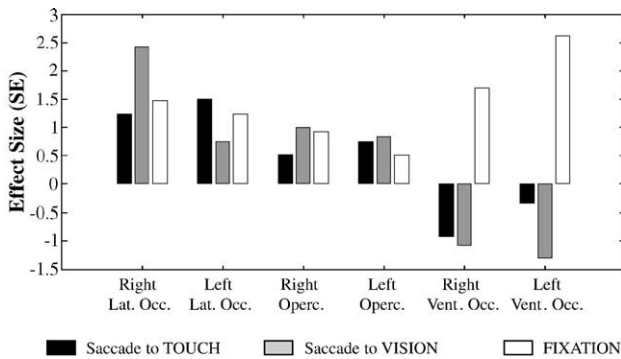 3
2.5
2
1.5
1
0.5
0
-0.5
-1
-1.5
Effect Size (SE)
Right Left Right Left Right Left
Lat. Occ. Lat. Occ. Operc. Operc. Vent. Occ. Vent. Occ.
Saccade to TOUCH Saccade to VISION FIXATION